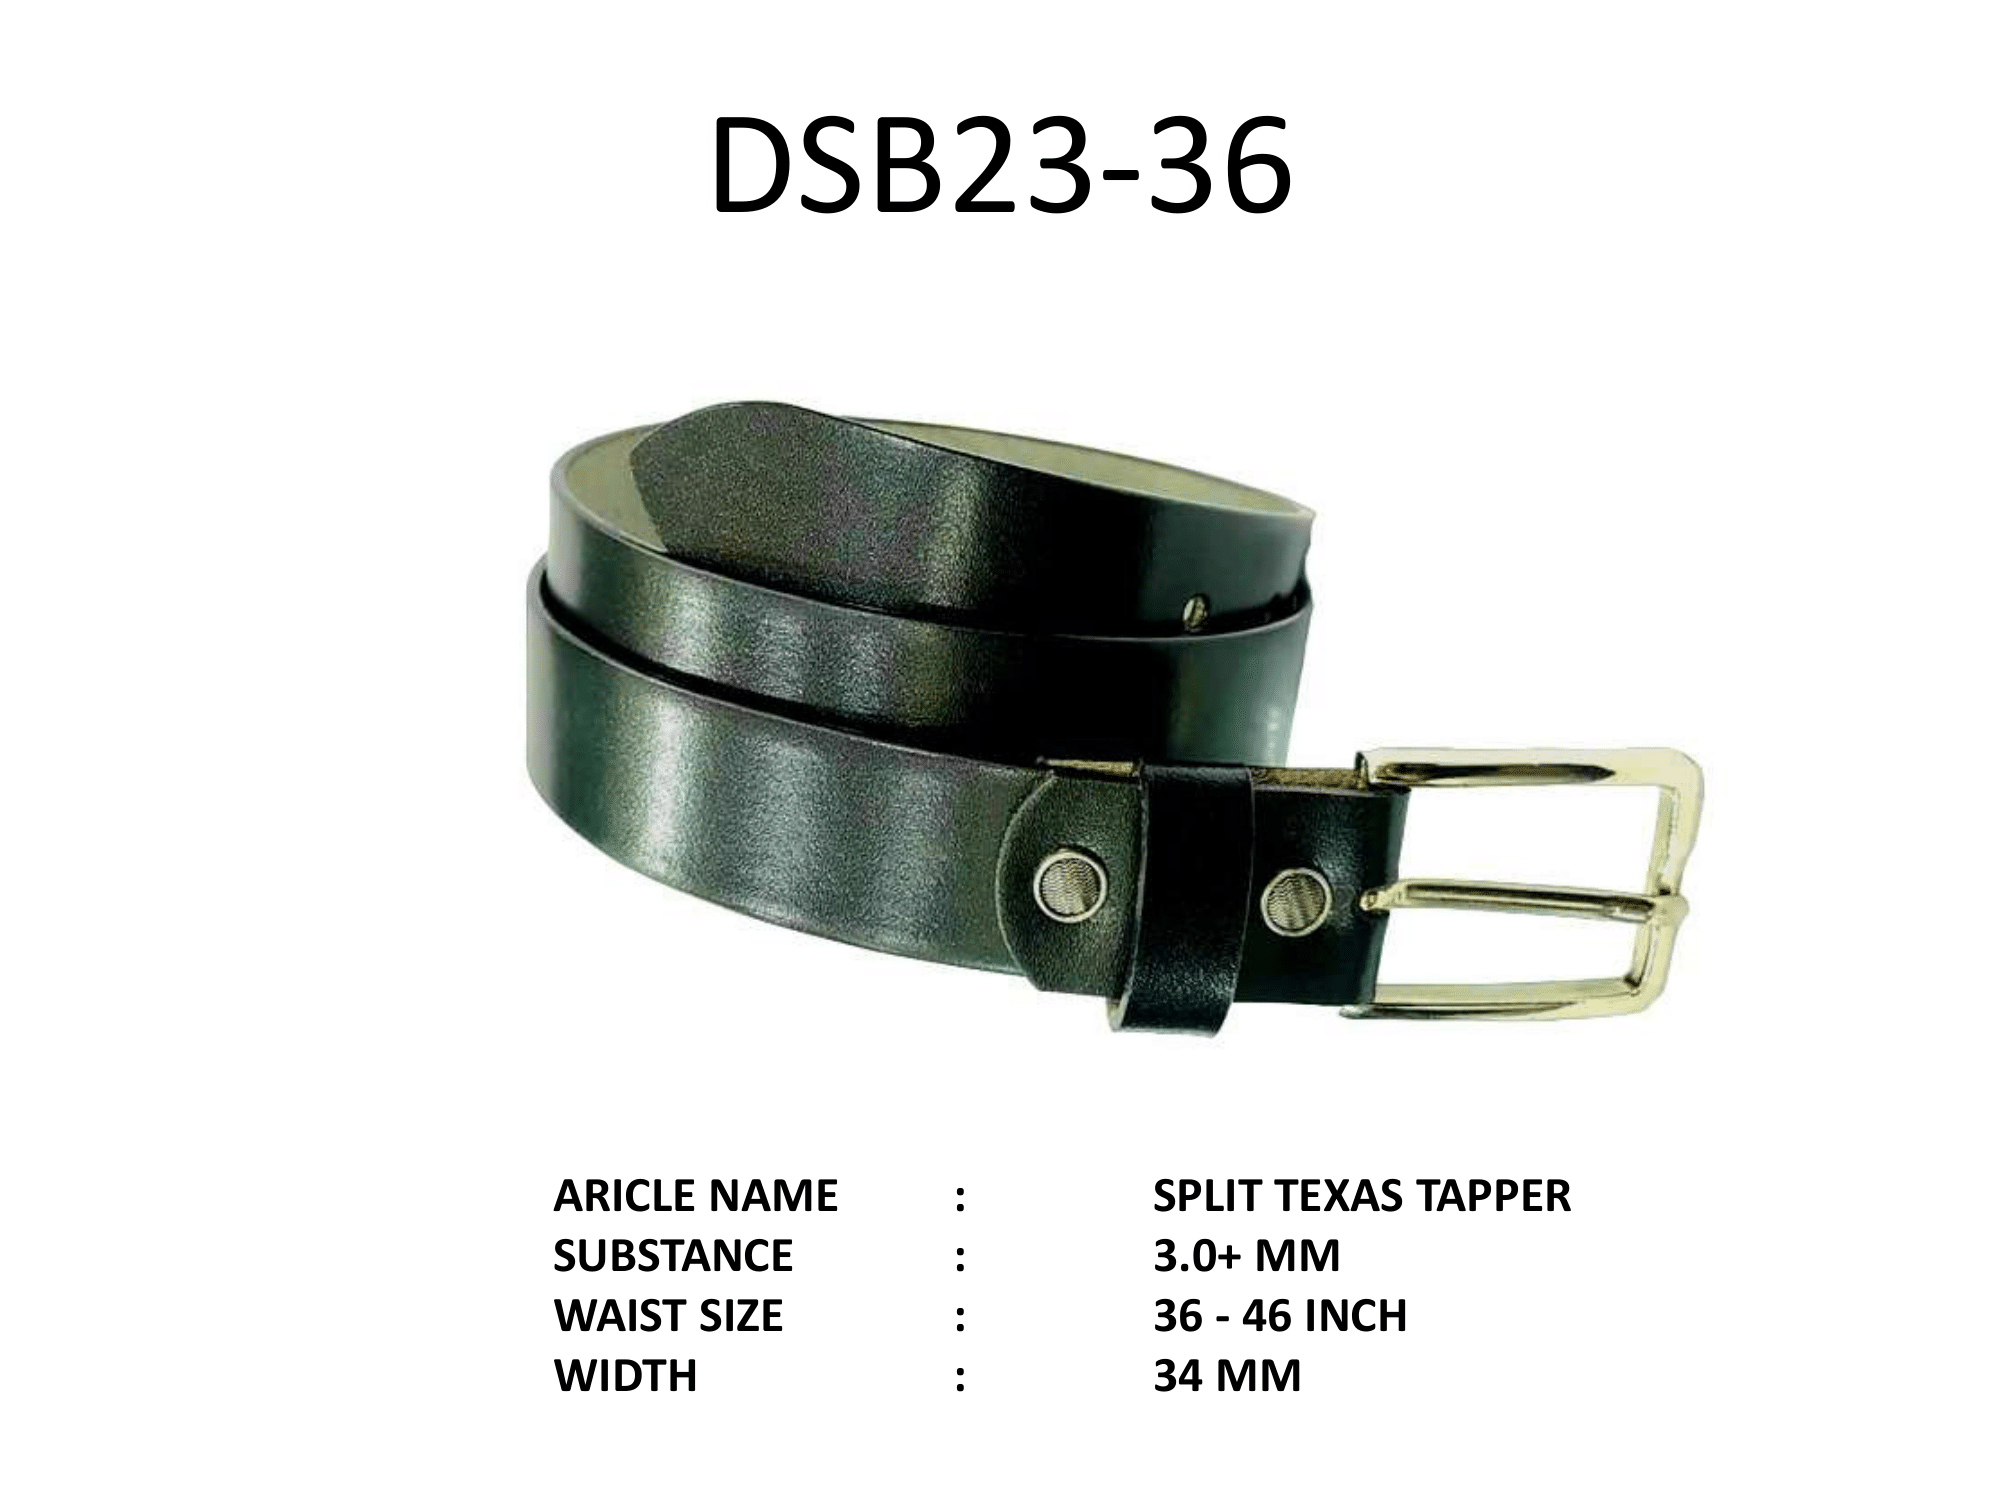 DSB23-36
ARICLE NAME : SPLIT TEXAS TAPPER
SUBSTANCE : 3.0+ MM
WAIST SIZE : 36 - 46 INCH
WIDTH : 34 MM